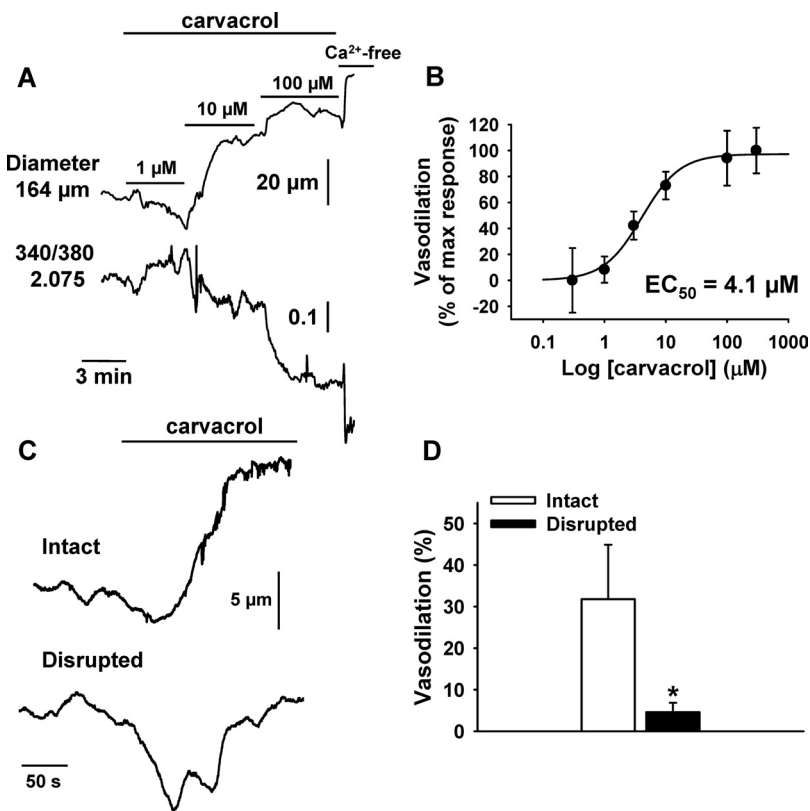 carvacrol
Ca²⁺-free
A
100 μM
10 μM
1 μM
Diameter
164 μm
20 μm
340/380
2.075
0.1
3 min
B
Vasodilation
(% of max response)
120
100
80
60
40
20
0
-20
EC₅₀ = 4.1 μM
0.1 1 10 100 1000
Log [carvacrol] (μM)
C
carvacrol
Intact
5 μm
Disrupted
50 s
D
Intact
Disrupted
Vasodilation (%)
50
40
30
20
10
0
*